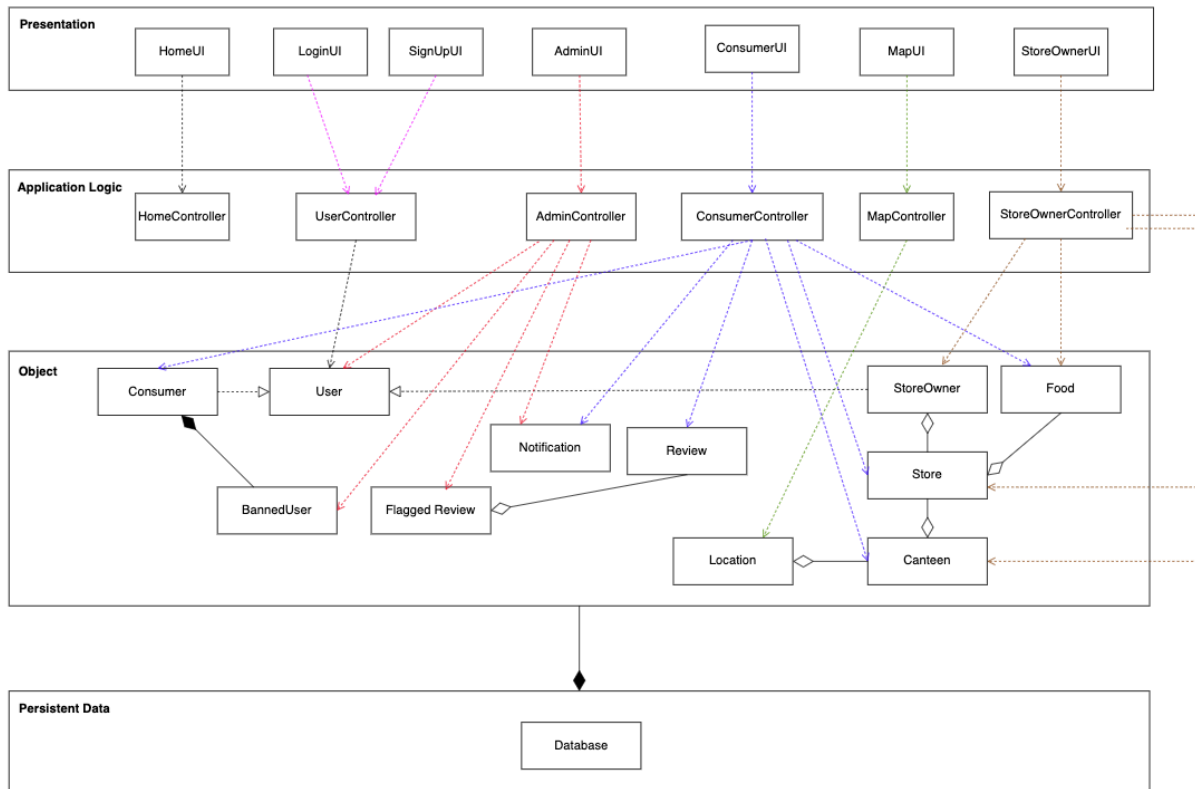 Presentation
HomeUI
LoginUI
SignUpUI
AdminUI
ConsumerUI
MapUI
StoreOwnerUI
Application Logic
HomeController
UserController
AdminController
ConsumerController
MapController
StoreOwnerController
Object
Consumer
User
StoreOwner
Food
Notification
Review
Store
BannedUser
Flagged Review
Location
Canteen
Persistent Data
Database